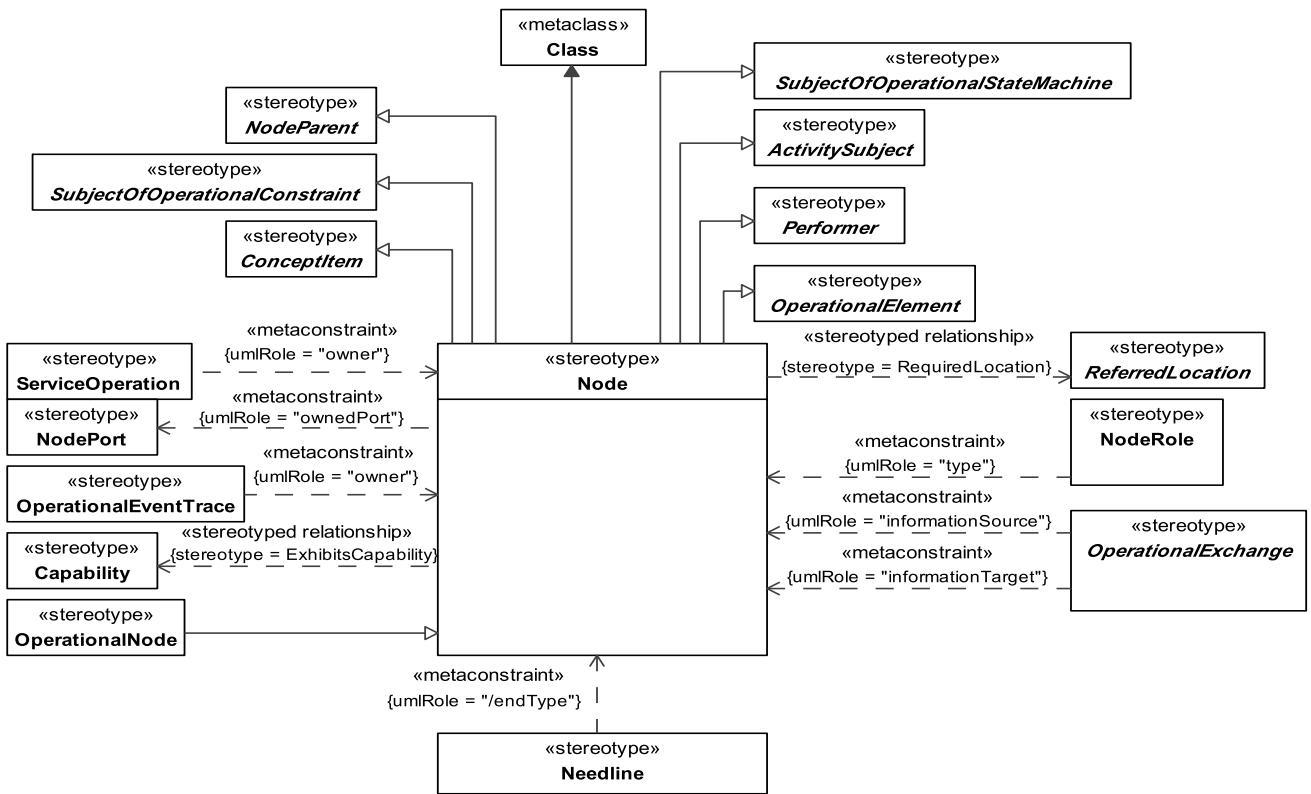 «metaclass»
Class
«stereotype»
SubjectOfOperationalStateMachine
«stereotype»
NodeParent
«stereotype»
ActivitySubject
«stereotype»
SubjectOfOperationalConstraint
«stereotype»
Performer
«stereotype»
ConceptItem
«stereotype»
OperationalElement
«metaconstraint»
{umlRole = "owner"}
«stereotype»
ServiceOperation
«stereotype»
Node
«stereotyped relationship»
{stereotype = RequiredLocation}
«stereotype»
ReferredLocation
«metaconstraint»
{umlRole = "ownedPort"}
«stereotype»
NodePort
«stereotype»
NodeRole
«metaconstraint»
{umlRole = "type"}
«metaconstraint»
{umlRole = "owner"}
«stereotype»
OperationalEventTrace
«metaconstraint»
{umlRole = "informationSource"}
«stereotype»
OperationalExchange
«stereotyped relationship»
{stereotype = ExhibitsCapability}
«stereotype»
Capability
«metaconstraint»
{umlRole = "informationTarget"}
«stereotype»
OperationalNode
«metaconstraint»
{umlRole = "/endType"}
«stereotype»
Needline